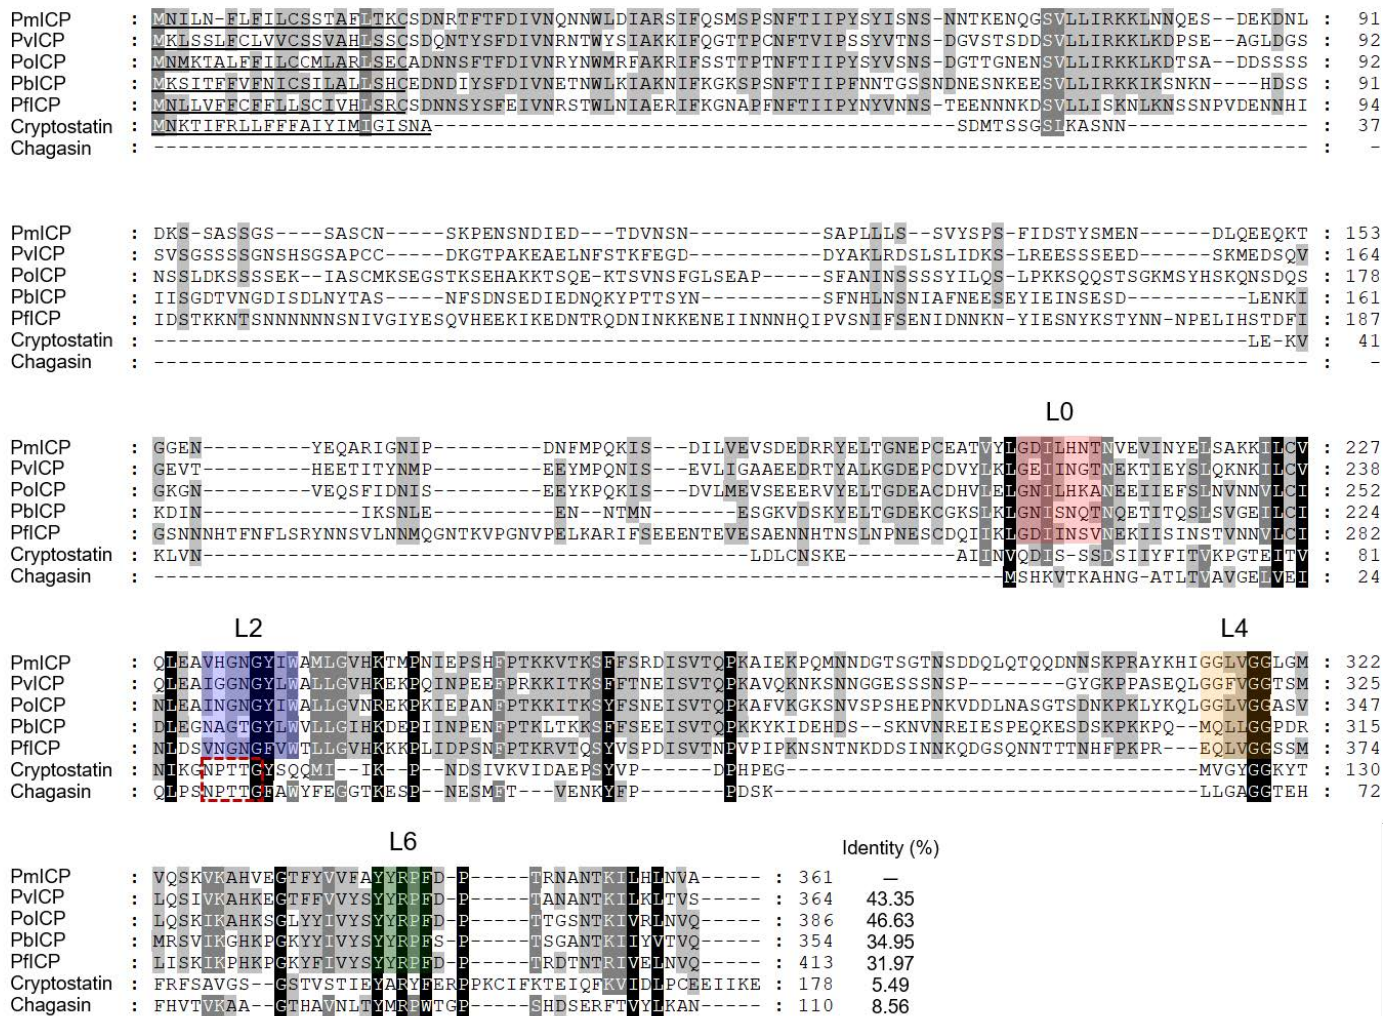 PmICP : MNILN-FLFILCSSTAFLTKCSDNRTFTFDIVNQNNWLDIARSIFQSMSPSNFTIIPYSYISNS-NNTKENQGSVLLIRKKLNNQES--DEKDNL : 91
PvICP : MKLSSLFCLVVCSSVAHLSSCSDQNTYSFDIVNRNTWYSIAKKIFQGTTPCNFTVIPSSYVTNS-DGVSTSDDSVLLIRKKLKDPSE--AGLDGS : 92
PoICP : MNMKTALFFILCCMLARLSECADNNSFTFDIVNRYNWMRFAKRIFSSTTPTNFTIIPYSYVSNS-DGTTGNENSVLLIRKKLKDTSA--DDSSSS : 92
PbICP : MKSITFFVFNICSILALLSHCEDNDIYSFDIVNETNWLKIAKNIFKGKSPSNFTIIPFNNTGSSNDNESNKEESVLLIRKKIKSNKN----HDSS : 91
PfICP : MNLLVFFCFFLLSCIVHLSRCSDNNSYSFEIVNRSTWLNIAERIFKGNAPFNFTIIPYNYVNNS-TEENNNKDSVLLISKNLKNSSNPVDENNHI : 94
Cryptostatin : MNKTIFRLLFFFAIYIMIGISNA-------------------------------------------SDMTSSGSLKASNN--------------- : 37
Chagasin : ----------------------------------------------------------------------------------------------- : -
PmICP : DKS-SASSGS----SASCN-----SKPENSNDIED--TDVNSN-----------SAPLLLS--SVYSPS-FIDSTYSMEN-----DLQEEQKT : 153
PvICP : SVSGSSSSGNSHSGSAPCC-----DKGTPAKEAELNFSTKFEGD----------DYAKLRDSLSLIDKS-LREESSSEED-----SKMEDSQV : 164
PoICP : NSSLDKSSSSEK--IASCMKSEGSTKSEHAKKTSQE-KTSVNSFGLSEAP-----SFANINSSSSYILQS-LPKKSQQSTSGKMSYHSKQNSDQS : 178
PbICP : IISGDTVNGDISDLNYTAS-----NFSDNSEDIEDNQKYPTTSYN----------SFNHLNSNIAFNEESEYIEINSESD----------LENKI : 161
PfICP : IDSTKKNTSNNNNNNSNIVGIYESQVHEEKIKEDNTRQDNINKKENEIINNNHQIPVSNIFSENIDNNKN-YIESNYKSTYNN-NPELIHSTDFI : 187
Cryptostatin : ------------------------------------------------------------------------------------------LE-KV : 41
Chagasin : ----------------------------------------------------------------------------------------------- : -
L0
PmICP : GGEN---------YEQARIGNIP---------DNFMPQKIS--DILVEVSDEDRRYELTGNEPCEATVYLGDILHNTNVEVINYELSAKKILCV : 227
PvICP : GEVT---------HEETITYNMP---------EEYMPQNIS--EVLIGAAEEDRTYALKGDEPCDVYLKLGEIINGTNEKTIEYSLQKNKILCV : 238
PoICP : GKGN---------VEQSFIDNIS---------EEYKPQKIS--DVLMEVSEEERVYELTGDEACDHVLELGNILHKANEEIIEFSLNVNNVLCI : 252
PbICP : KDIN-------------IKSNLE----------EN--NTMN-----ESGKVDSKYELTGDEKCGKSLKLGNISNQTNQETITQSLSVGEILCI : 224
PfICP : GSNNNHTFNFLSRYNNSVLNNMQGNTKVPGNVPELKARIFSEEENTEVESAENNHTNSLNPNESCDQIIKLGDIINSVNEKIISINSTVNNVLCI : 282
Cryptostatin : KLVN---------------------------------------------LDLCNSKE-----AIINVQDIS-SSDSIIYFITVKPGTEITV : 81
Chagasin : ----------------------------------------------------------------------MSHKVTKAHNG-ATLTVAVGELVEI : 24
L2 L4
PmICP : QLEAVHGNGYIWAMLGVHKTMPNIEPSHFPTKKVTKSFFSRDISVTQPKAIEKPQMNNDGTSGTNSDDQLQTQQDNNSKPRAYKHIGGLVGGLGM : 322
PvICP : QLEAIGGNGYLWALLGVHKEKPQINPEEFPRKKITKSFFTNEISVTQPKAVQKNKSNNGGESSSNSP--------GYGKPPASEQLGGFVGGTSM : 325
PoICP : NLEAINGNGYIWALLGVNREKPKIEPANFPTKKITKSYFSNEISVTQPKAFVKGKSNVSPSHEPNKVDDLNASGTSDNKPKLYKQLGGLVGGASV : 347
PbICP : DLEGNAGTGYLWVLLGIHKDEPIINPENFPTKLTKKSFFSEEISVTQPKKYKIDEHDS--SKNVNEEIESPEQKESDSKPKKPQ--MQLLGGPDR : 315
PfICP : NLDSVNGNGFVWTLLGVHKKKPLIDPSNFPTKRVTQSYVSPDISVTNPVPIPKNSNTNKDDSINNKQDGSQNNTTTNHFPKPR---EQLVGGSSM : 374
Cryptostatin : NIKGNPTTGYSQQMI--IK--P--NDSIVKVIDAEPSYVP-----DPHPEG----------------------------------MVGYGGKYT : 130
Chagasin : QLPSNPTTGFAWYFEGGTKESP--NESMFT---VENKYFP-----PDSK-----------------------------------LLGAGGTEH : 72
L6
Identity (%)
PmICP : VQSKVKAHVEGTFYVVFAYYRPFD-P-----TRNANTKILHLNVA----- : 361 —
PvICP : LQSIVKAHKEGTFFVVYSYYRPFD-P-----TANANTKILKLTVS----- : 364 43.35
PoICP : LQSKIKAHKSGLYYIVYSYYRPFD-P-----TTGSNTKIVRLNVQ----- : 386 46.63
PbICP : MRSVIKGHKPGKYYIVYSYYRPFS-P-----TSGANTKIIYVTVQ----- : 354 34.95
PfICP : LISKIKPHKPGKYFIVYSYYRPFD-P-----TRDTNTRIVELNVQ----- : 413 31.97
Cryptostatin : FRFSAVGS--GSTVSTIEYARYFERPPKCIFKTEIQFKVIDLPCEEIIKE : 178 5.49
Chagasin : FHVTVKAA--GTHAVNLTYMRPWTGP-----SHDSERFTVYLKAN----- : 110 8.56